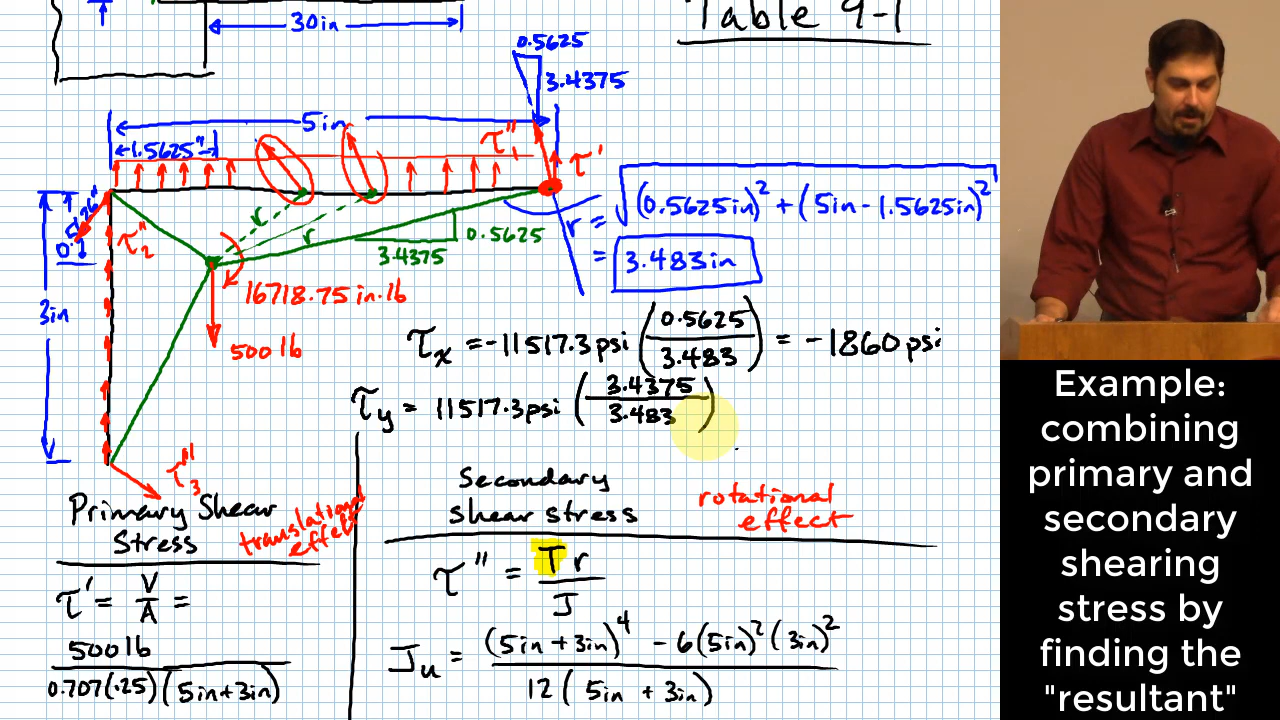 30in
Table 9-1
0.5625
3.4375
5in
1.5625"
τ₁"
τ'
r = √(0.5625in)² + (5in - 1.5625in)²
= 3.483in
τ₂"
r
r
0.5625
3.4375
3in
16718.75 in·lb
500 lb
τx = -11517.3 psi (0.5625/3.483) = -1860 psi
τy = 11517.3 psi (3.4375/3.483)
τ₃"
Primary Shear
Stress
translational
effect
Secondary
shear stress
rotational
effect
τ' = V/A =
500 lb
0.707(.25)(5in+3in)
τ" = Tr/J
Ju = (5in + 3in)⁴ - 6(5in)²(3in)²
12(5in + 3in)
Example:
combining
primary and
secondary
shearing
stress by
finding the
"resultant"